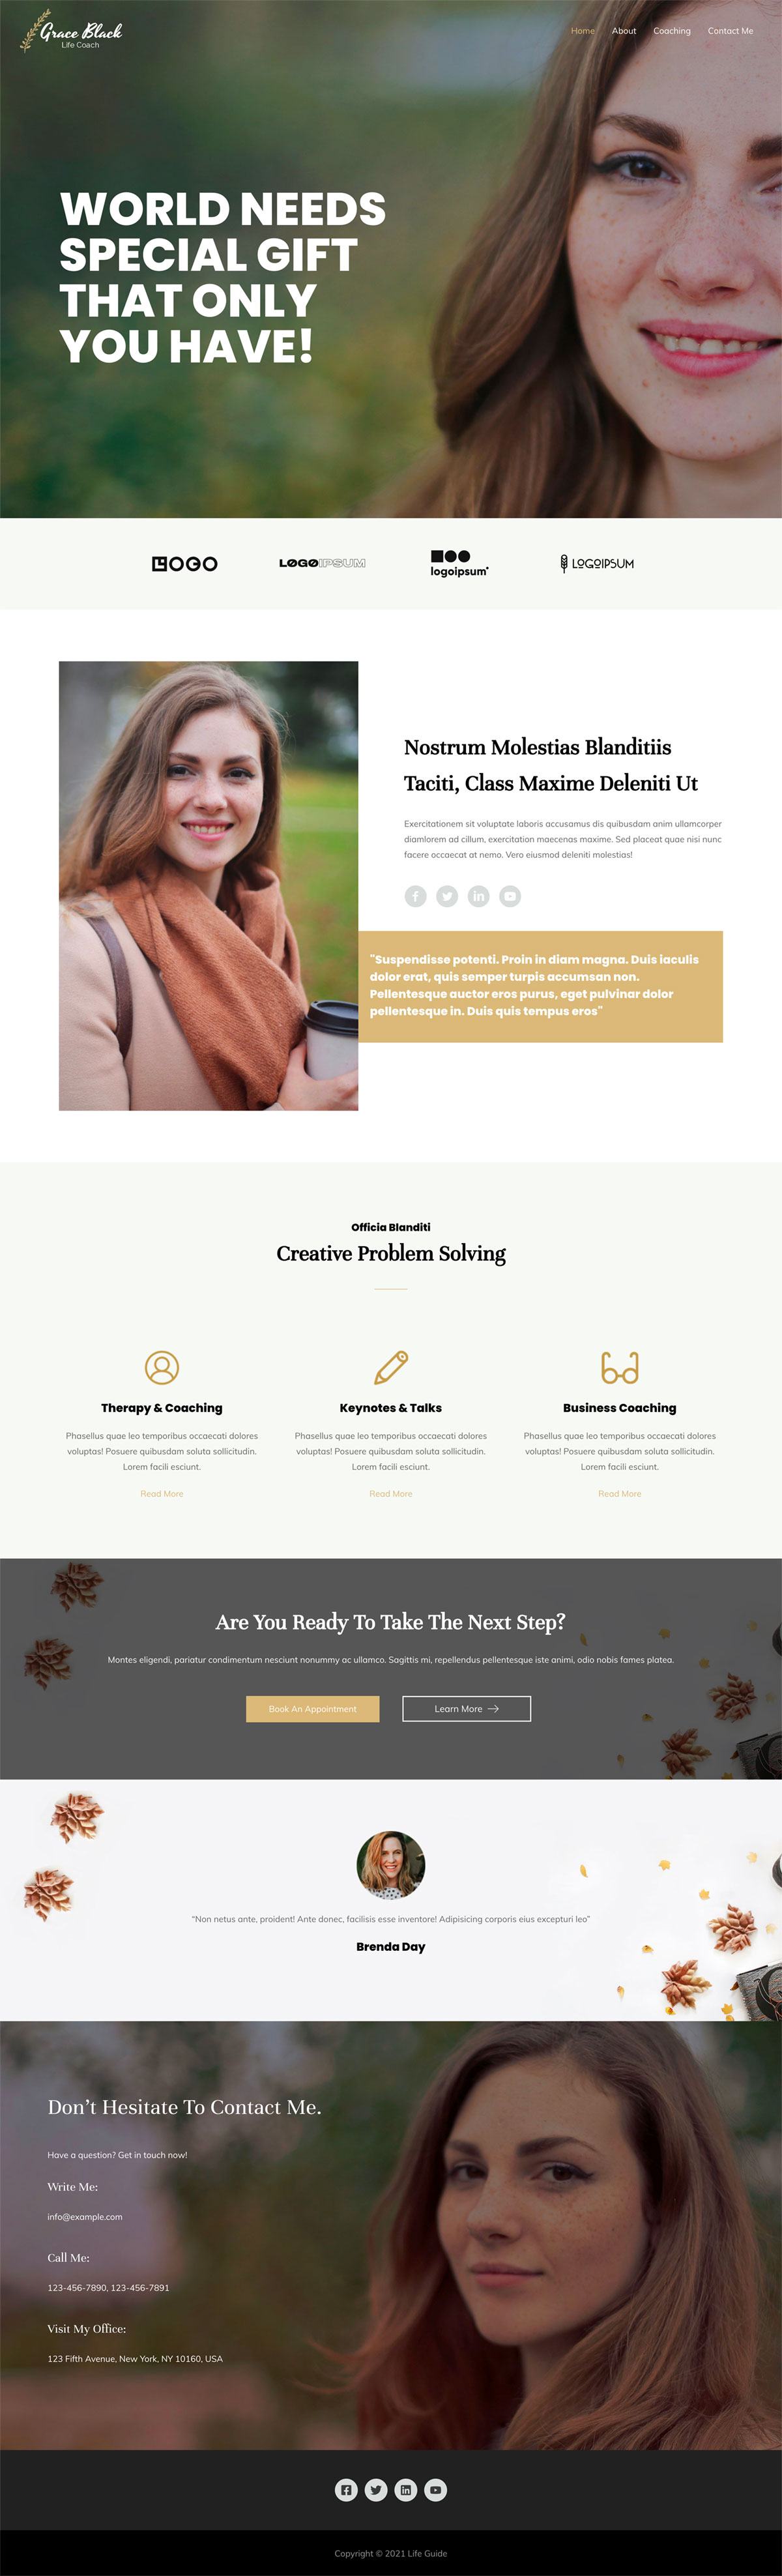 Grace Black
Life Coach
Home
About
Coaching
Contact Me
WORLD NEEDS
SPECIAL GIFT
THAT ONLY
YOU HAVE!
LOGO
LOGOIPSUM
logoipsum
LOGOIPSUM
Nostrum Molestias Blanditiis
Taciti, Class Maxime Deleniti Ut
Exercitationem sit voluptate laboris accusamus dis quibusdam anim ullamcorper
diamlorem ad cillum, exercitation maecenas maxime. Sed placeat quae nisi nunc
facere occaecat at nemo. Vero eiusmod deleniti molestias!
"Suspendisse potenti. Proin in diam magna. Duis iaculis
dolor erat, quis semper turpis accumsan non.
Pellentesque auctor eros purus, eget pulvinar dolor
pellentesque in. Duis quis tempus eros"
Officia Blanditi
Creative Problem Solving
Therapy & Coaching
Phasellus quae leo temporibus occaecati dolores
voluptas! Posuere quibusdam soluta sollicitudin.
Lorem facili esciunt.
Read More
Keynotes & Talks
Phasellus quae leo temporibus occaecati dolores
voluptas! Posuere quibusdam soluta sollicitudin.
Lorem facili esciunt.
Read More
Business Coaching
Phasellus quae leo temporibus occaecati dolores
voluptas! Posuere quibusdam soluta sollicitudin.
Lorem facili esciunt.
Read More
Are You Ready To Take The Next Step?
Montes eligendi, pariatur condimentum nesciunt nonummy ac ullamco. Sagittis mi, repellendus pellentesque iste animi, odio nobis fames platea.
Book An Appointment
Learn More →
“Non netus ante, proident! Ante donec, facilisis esse inventore! Adipisicing corporis eius excepturi leo”
Brenda Day
Don’t Hesitate To Contact Me.
Have a question? Get in touch now!
Write Me:
info@example.com
Call Me:
123-456-7890, 123-456-7891
Visit My Office:
123 Fifth Avenue, New York, NY 10160, USA
Copyright © 2021 Life Guide